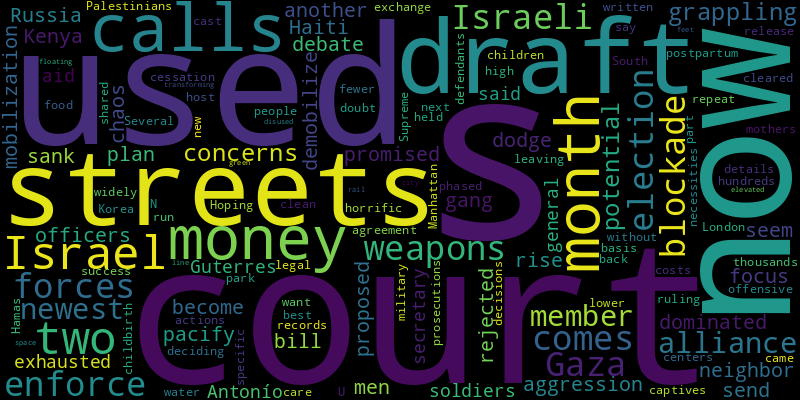 Palestinians
exchange
written
Russia
calls
cast
another
Israeli
grappling
Kenya
Haiti
say
release
debate
draft
children
South
postpartum
floating
aid
used
mobilization
cessation
transforming
fewer
high
defendants
cleared
won
food
chaos
shared
host
demobilize
doubt
Supreme
said
next
month
repeat
Several
people
disused
held
election
blockade
mothers
new
S
dodge
potential
part
sank
plan
concerns
promised
leaving
necessities
details
green
streets
horrific
Manhattan
phased
gang
hundreds
elevated
widely
clean
rail
general
Korea
N
Hoping
run
without
London
officers
money
agreement
basis
seem
Israel
weapons
rise
back
thousands
success
line
Guterres
legal
costs
focus
park
offensive
forces
court
proposed
military
secretary
prosecutions
rejected
decisions
lower
ruling
newest
Hamas
become
want
member
dominated
space
actions
best
records
two
childbirth
pacify
bill
comes
alliance
deciding
specific
exhausted
Gaza
centers
came
neighbor
enforce
water
Antonío
care
U
men
soldiers
aggression
captives
send
feet